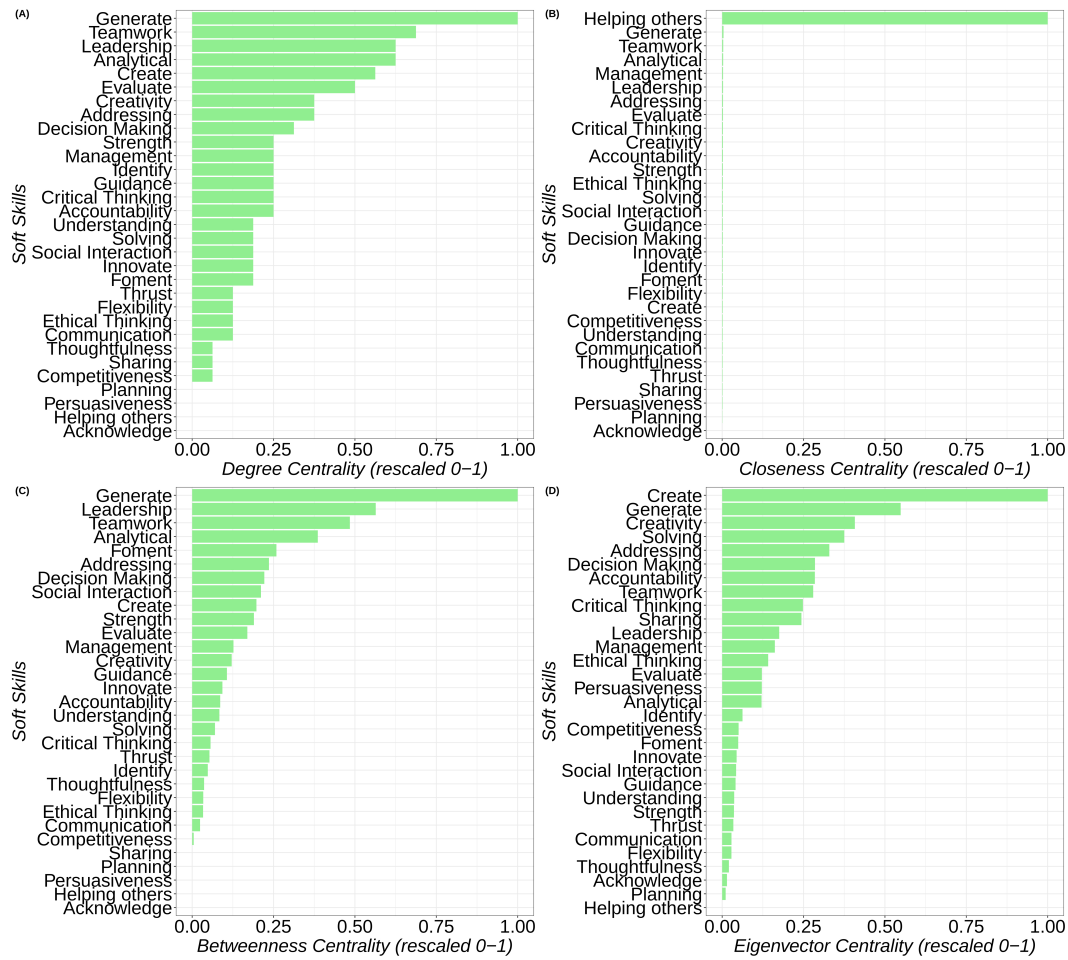 (A)
Generate
Teamwork
Leadership
Analytical
Create
Evaluate
Creativity
Addressing
Decision Making
Strength
Management
Identify
Guidance
Critical Thinking
Accountability
Understanding
Solving
Social Interaction
Innovate
Foment
Thrust
Flexibility
Ethical Thinking
Communication
Thoughtfulness
Sharing
Competitiveness
Planning
Persuasiveness
Helping others
Acknowledge
Soft Skills
0.00 0.25 0.50 0.75 1.00
Degree Centrality (rescaled 0−1)
(B)
Helping others
Generate
Teamwork
Analytical
Management
Leadership
Addressing
Evaluate
Critical Thinking
Creativity
Accountability
Strength
Ethical Thinking
Solving
Social Interaction
Guidance
Decision Making
Innovate
Identify
Foment
Flexibility
Create
Competitiveness
Understanding
Communication
Thoughtfulness
Thrust
Sharing
Persuasiveness
Planning
Acknowledge
Soft Skills
0.00 0.25 0.50 0.75 1.00
Closeness Centrality (rescaled 0−1)
(C)
Generate
Leadership
Teamwork
Analytical
Foment
Addressing
Decision Making
Social Interaction
Create
Strength
Evaluate
Management
Creativity
Guidance
Innovate
Accountability
Understanding
Solving
Critical Thinking
Thrust
Identify
Thoughtfulness
Flexibility
Ethical Thinking
Communication
Competitiveness
Sharing
Planning
Persuasiveness
Helping others
Acknowledge
Soft Skills
0.00 0.25 0.50 0.75 1.00
Betweenness Centrality (rescaled 0−1)
(D)
Create
Generate
Creativity
Solving
Addressing
Decision Making
Accountability
Teamwork
Critical Thinking
Sharing
Leadership
Management
Ethical Thinking
Evaluate
Persuasiveness
Analytical
Identify
Competitiveness
Foment
Innovate
Social Interaction
Guidance
Understanding
Strength
Thrust
Communication
Flexibility
Thoughtfulness
Acknowledge
Planning
Helping others
Soft Skills
0.00 0.25 0.50 0.75 1.00
Eigenvector Centrality (rescaled 0−1)